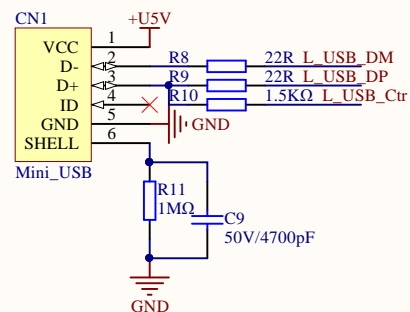 CN1
+U5V
VCC 1
D- 2 R8 22R L_USB_DM
D+ 3 R9 22R L_USB_DP
ID 4 R10 1.5KΩ L_USB_Ctr
GND 5 GND
SHELL 6
Mini_USB
R11
1MΩ
C9
50V/4700pF
GND